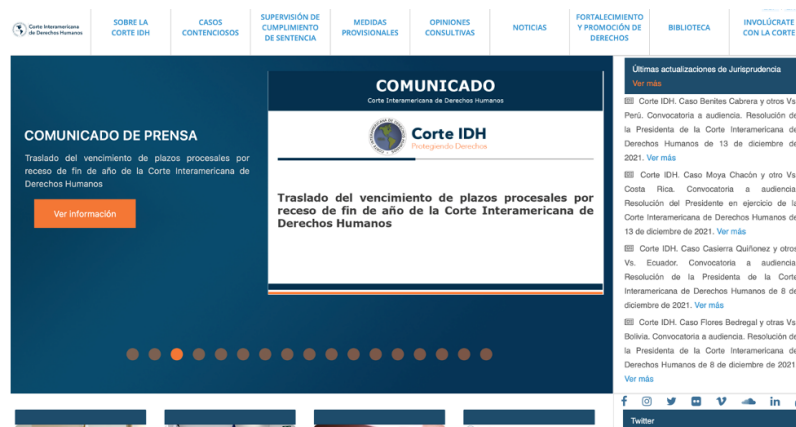 Corte Interamericana
de Derechos Humanos
SOBRE LA
CORTE IDH
CASOS
CONTENCIOSOS
SUPERVISIÓN DE
CUMPLIMIENTO
DE SENTENCIA
MEDIDAS
PROVISIONALES
OPINIONES
CONSULTIVAS
NOTICIAS
FORTALECIMIENTO
Y PROMOCIÓN DE
DERECHOS
BIBLIOTECA
INVOLÚCRATE
CON LA CORTE
COMUNICADO DE PRENSA
Traslado del vencimiento de plazos procesales por
receso de fin de año de la Corte Interamericana de
Derechos Humanos
Ver información
COMUNICADO
Corte Interamericana de Derechos Humanos
Corte IDH
Protegiendo Derechos
Traslado del vencimiento de plazos procesales por
receso de fin de año de la Corte Interamericana de
Derechos Humanos
Últimas actualizaciones de Jurisprudencia
Ver más
Corte IDH. Caso Benites Cabrera y otros Vs
Perú. Convocatoria a audiencia. Resolución de
la Presidenta de la Corte Interamericana de
Derechos Humanos de 13 de diciembre de
2021. Ver más
Corte IDH. Caso Moya Chacón y otro Vs
Costa Rica. Convocatoria a audiencia
Resolución del Presidente en ejercicio de la
Corte Interamericana de Derechos Humanos de
13 de diciembre de 2021. Ver más
Corte IDH. Caso Casierra Quiñonez y otros
Vs. Ecuador. Convocatoria a audiencia
Resolución de la Presidenta de la Corte
Interamericana de Derechos Humanos de 8 de
diciembre de 2021. Ver más
Corte IDH. Caso Flores Bedregal y otras Vs
Bolivia. Convocatoria a audiencia. Resolución de
la Presidenta de la Corte Interamericana de
Derechos Humanos de 8 de diciembre de 2021
Ver más
Twitter